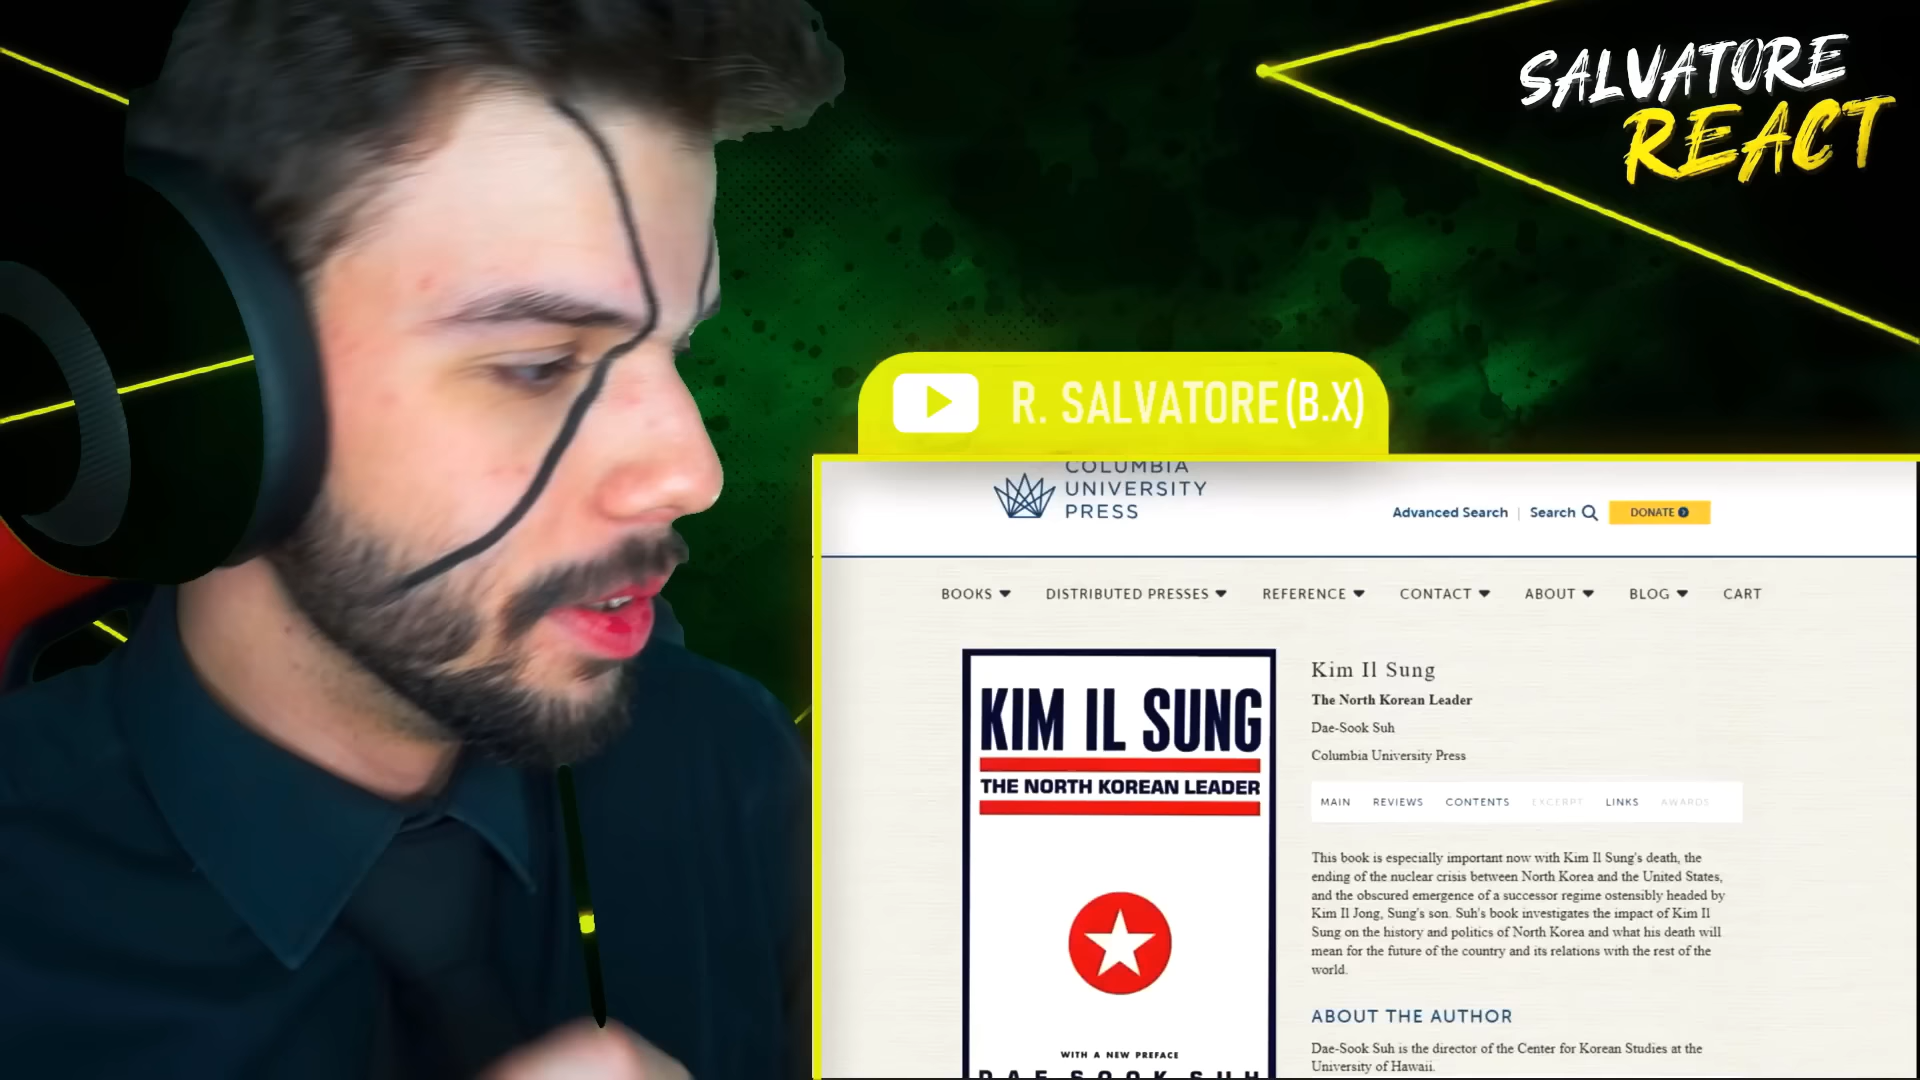 SALVATORE
REACT
R. SALVATORE(B.X)
COLUMBIA
UNIVERSITY
PRESS
Advanced Search | Search
DONATE
BOOKS
DISTRIBUTED PRESSES
REFERENCE
CONTACT
ABOUT
BLOG
CART
KIM IL SUNG
THE NORTH KOREAN LEADER
WITH A NEW PREFACE
DAE-SOOK SUH
Kim Il Sung
The North Korean Leader
Dae-Sook Suh
Columbia University Press
MAIN REVIEWS CONTENTS EXCERPT LINKS AWARDS
This book is especially important now with Kim Il Sung's death, the
ending of the nuclear crisis between North Korea and the United States,
and the obscured emergence of a successor regime ostensibly headed by
Kim Il Jong, Sung's son. Suh's book investigates the impact of Kim Il
Sung on the history and politics of North Korea and what his death will
mean for the future of the country and its relations with the rest of the
world.
ABOUT THE AUTHOR
Dae-Sook Suh is the director of the Center for Korean Studies at the
University of Hawaii.